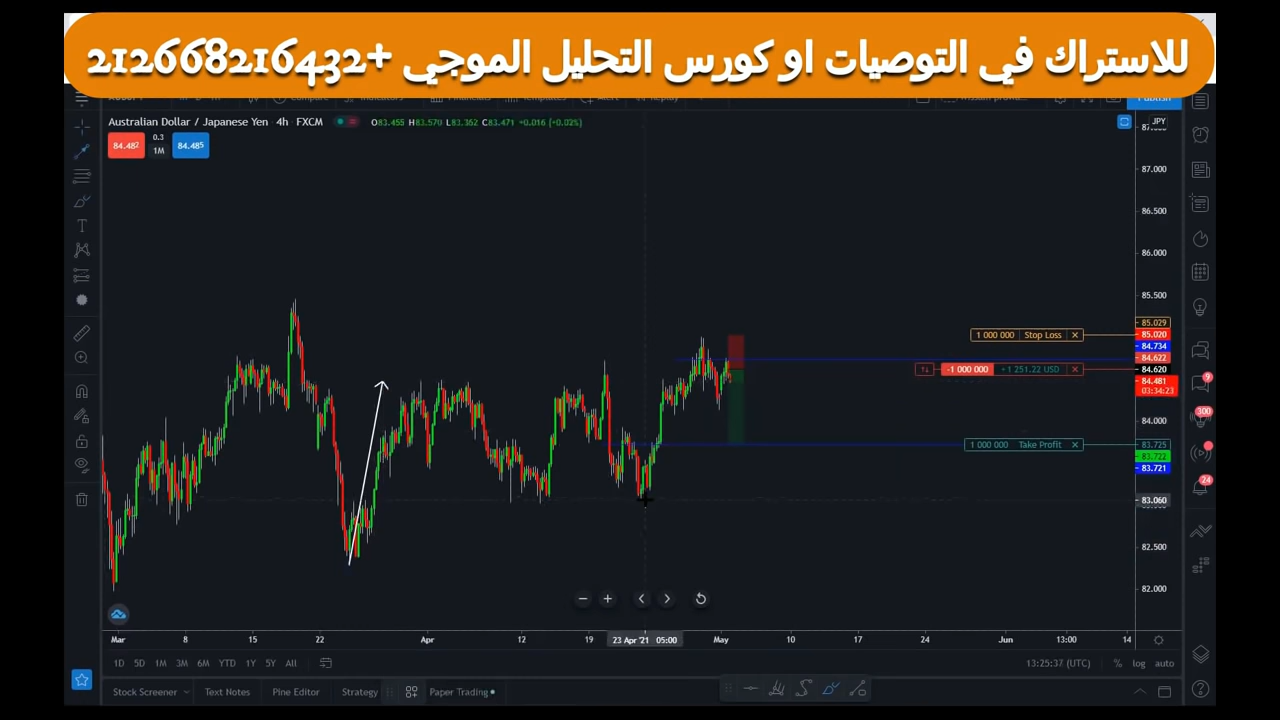 للاستراك في التوصيات او كورس التحليل الموجي +212668216432
Publish
Australian Dollar / Japanese Yen · 4h · FXCM O83.455 H83.570 L83.362 C83.471 +0.016 (+0.02%)
JPY
84.482 0.3 84.485
1M
87.000
86.500
86.000
85.500
85.029
1 000 000 Stop Loss × 85.020
84.734
84.622
-1 000 000 +1 251.22 USD × 84.620
84.481
03:34:23
84.000
1 000 000 Take Profit × 83.725
83.722
83.721
83.060
82.500
82.000
9
300
24
Mar 8 15 22 Apr 12 19 23 Apr '21 05:00 May 10 17 24 Jun 13:00 14
1D 5D 1M 3M 6M YTD 1Y 5Y All 13:25:37 (UTC) % log auto
Stock Screener Text Notes Pine Editor Strategy Paper Trading